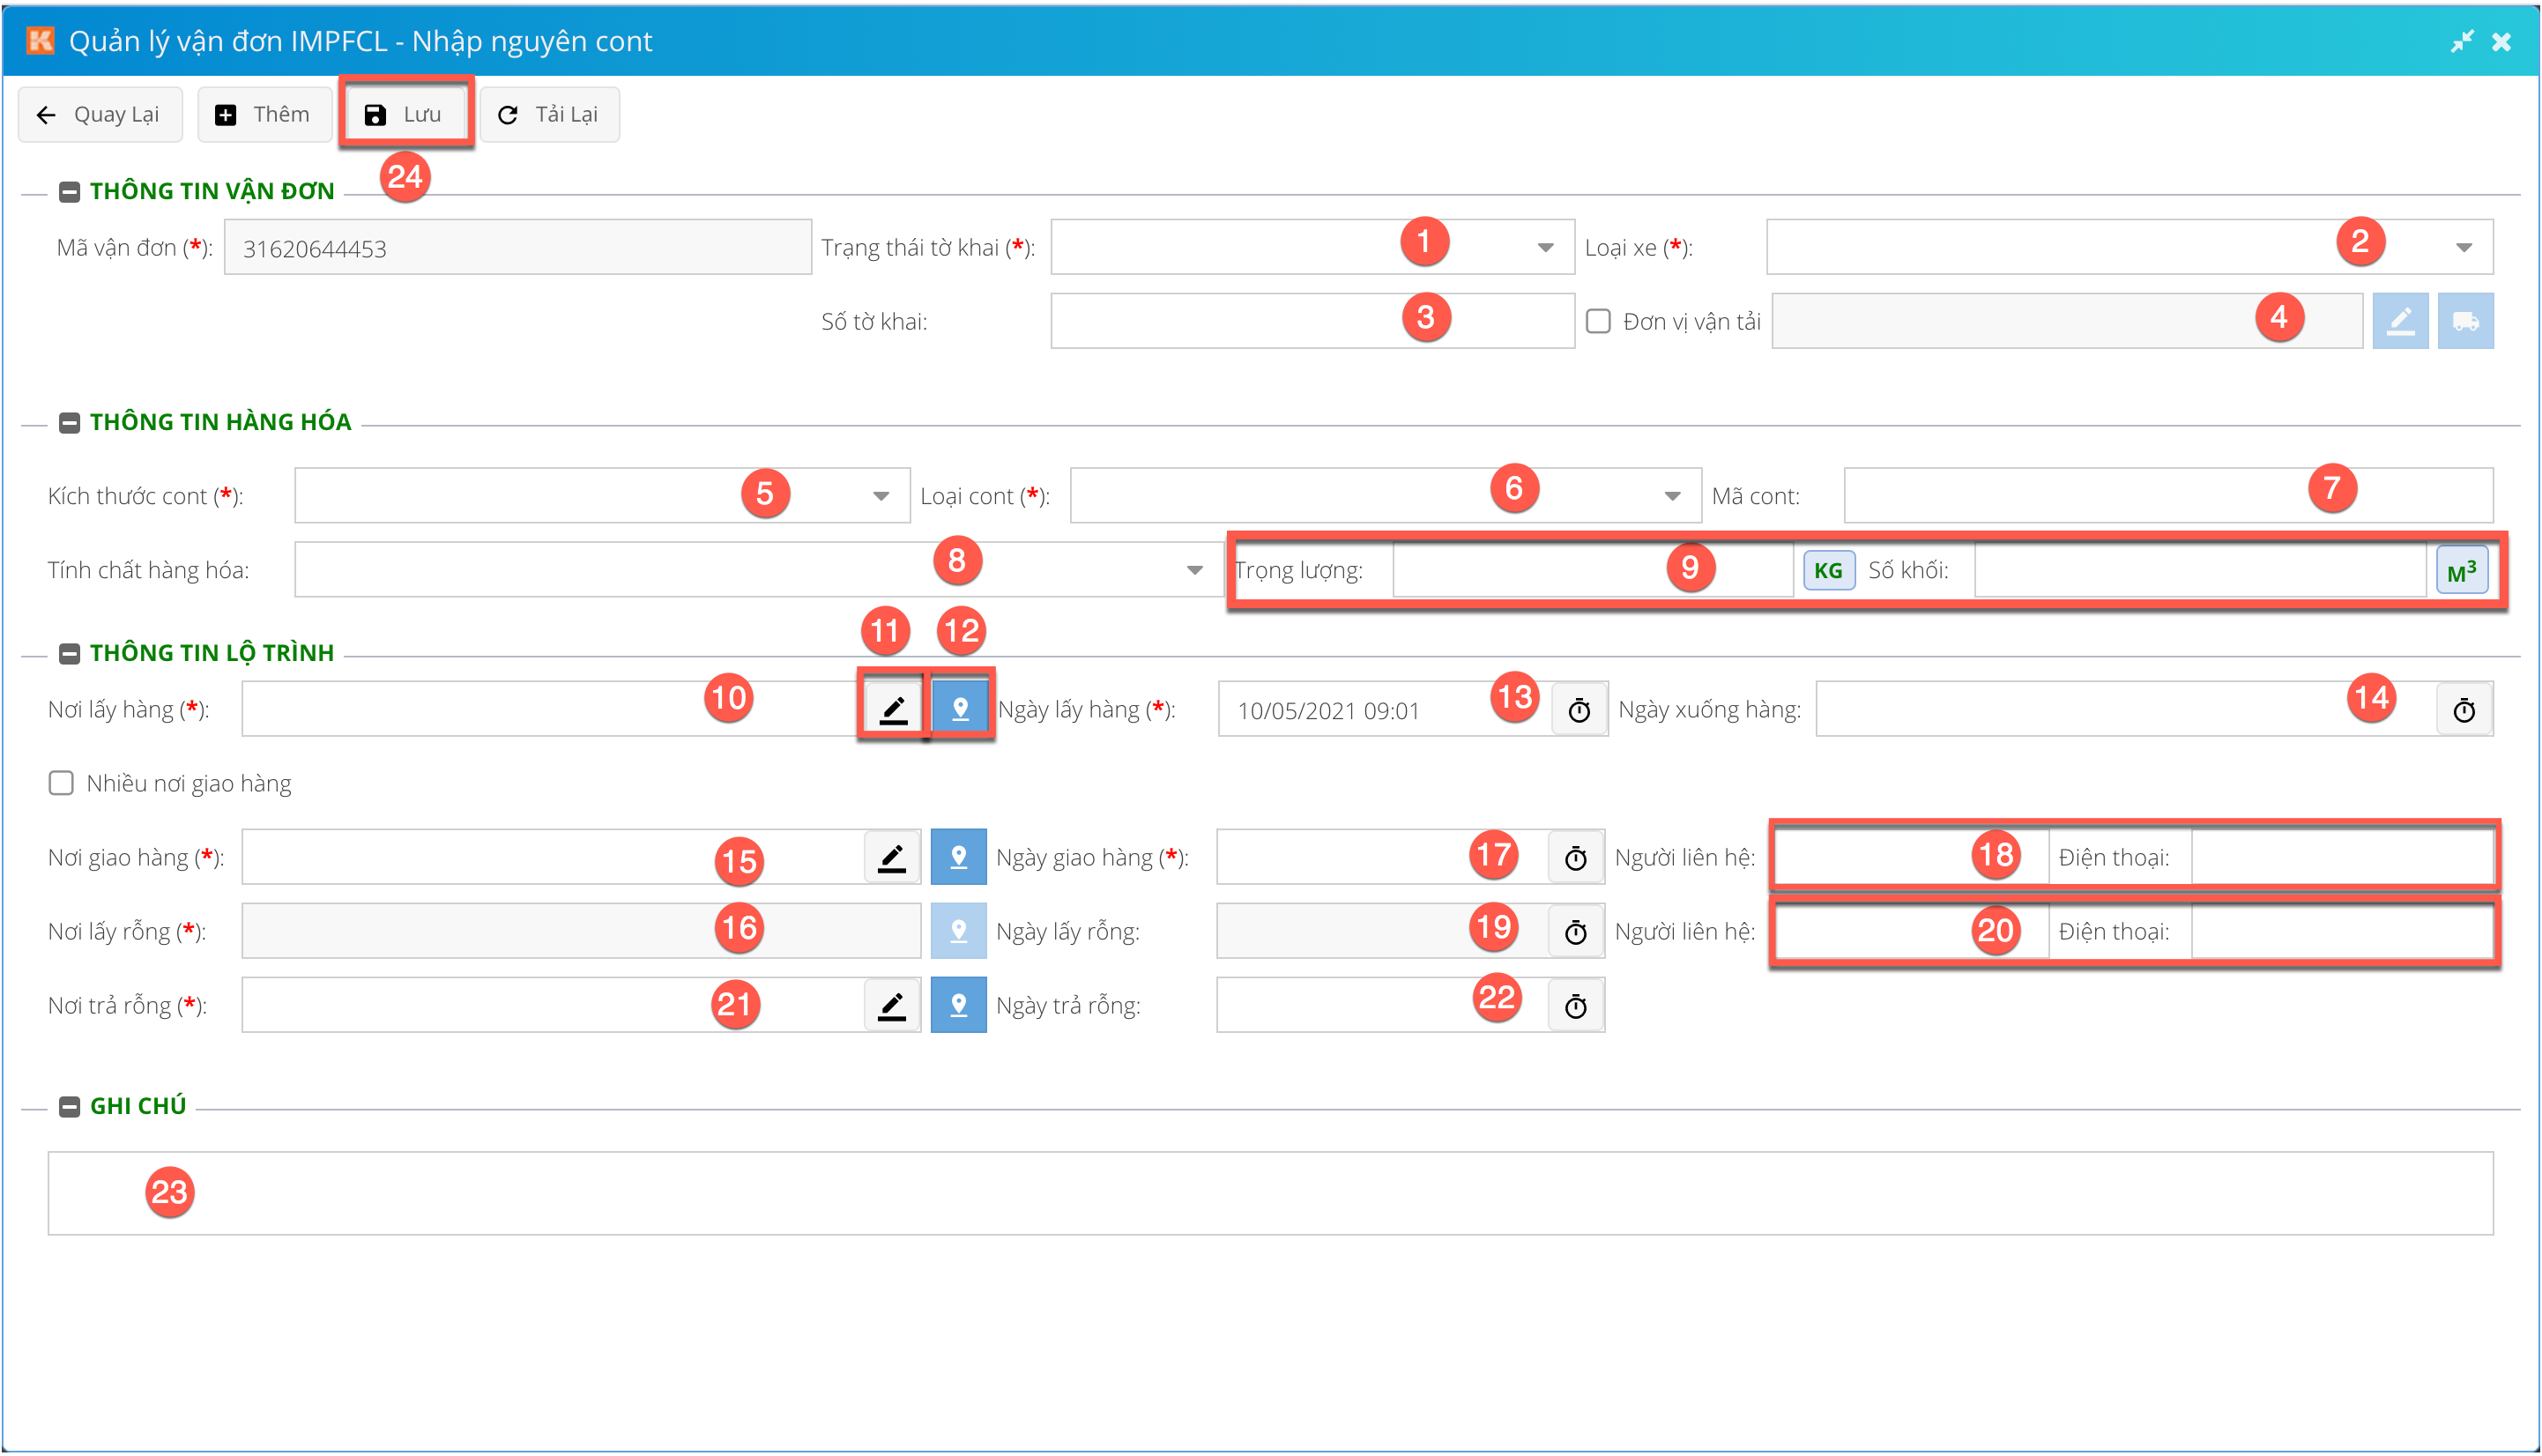 Quản lý vận đơn IMPFCL - Nhập nguyên cont
Quay Lại Thêm Lưu Tải Lại
24
THÔNG TIN VẬN ĐƠN
Mã vận đơn (*): 31620644453 Trạng thái tờ khai (*): 1 Loại xe (*): 2
Số tờ khai: 3 Đơn vị vận tải 4
THÔNG TIN HÀNG HÓA
Kích thước cont (*): 5 Loại cont (*): 6 Mã cont: 7
Tính chất hàng hóa: 8 Trọng lượng: 9 KG Số khối: M³
11 12
THÔNG TIN LỘ TRÌNH
Nơi lấy hàng (*): 10 Ngày lấy hàng (*): 10/05/2021 09:01 13 Ngày xuống hàng: 14
Nhiều nơi giao hàng
Nơi giao hàng (*): 15 Ngày giao hàng (*): 17 Người liên hệ: 18 Điện thoại:
Nơi lấy rỗng (*): 16 Ngày lấy rỗng: 19 Người liên hệ: 20 Điện thoại:
Nơi trả rỗng (*): 21 Ngày trả rỗng: 22
GHI CHÚ
23